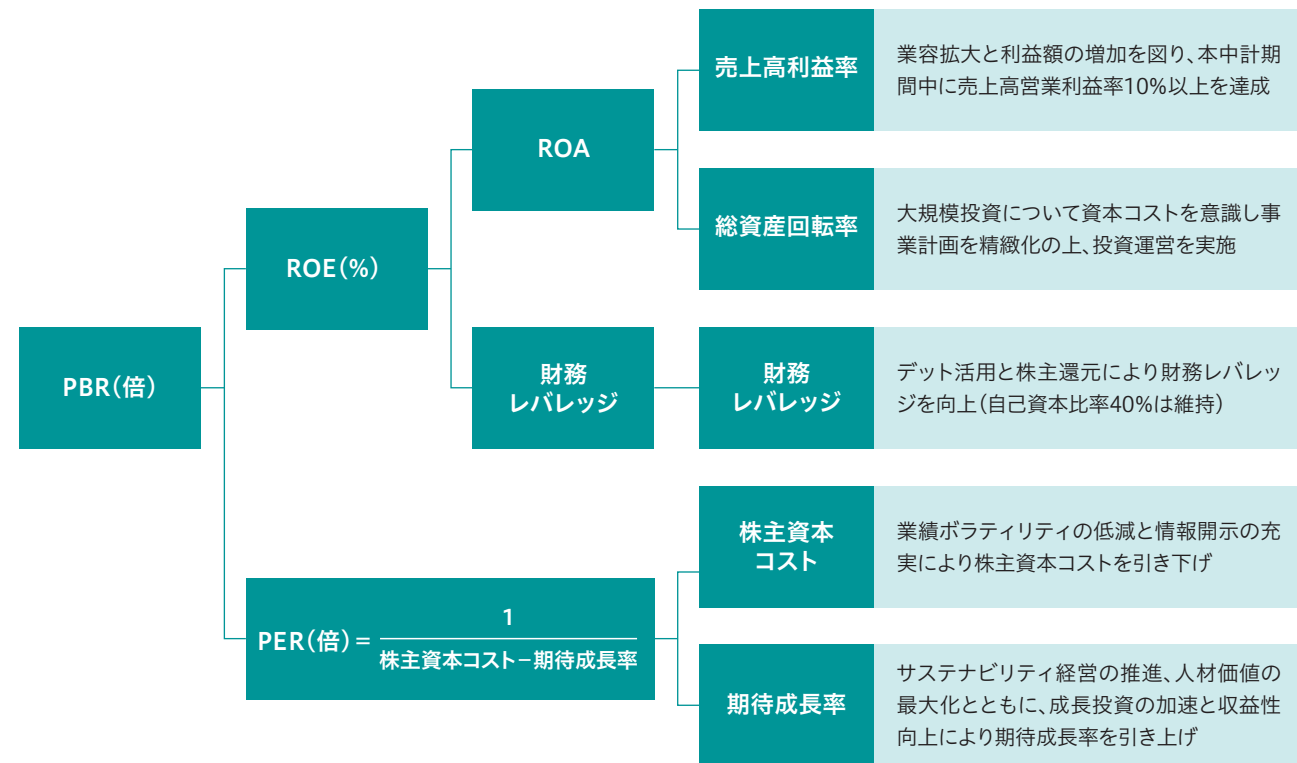 PBR(倍)
ROE(%)
ROA
売上高利益率
業容拡大と利益額の増加を図り、本中計期
間中に売上高営業利益率10%以上を達成
総資産回転率
大規模投資について資本コストを意識し事
業計画を精緻化の上、投資運営を実施
財務
レバレッジ
財務
レバレッジ
デット活用と株主還元により財務レバレッ
ジを向上(自己資本比率40%は維持)
PER(倍)=
1
株主資本コスト−期待成長率
株主資本
コスト
業績ボラティリティの低減と情報開示の充
実により株主資本コストを引き下げ
期待成長率
サステナビリティ経営の推進、人材価値の
最大化とともに、成長投資の加速と収益性
向上により期待成長率を引き上げ